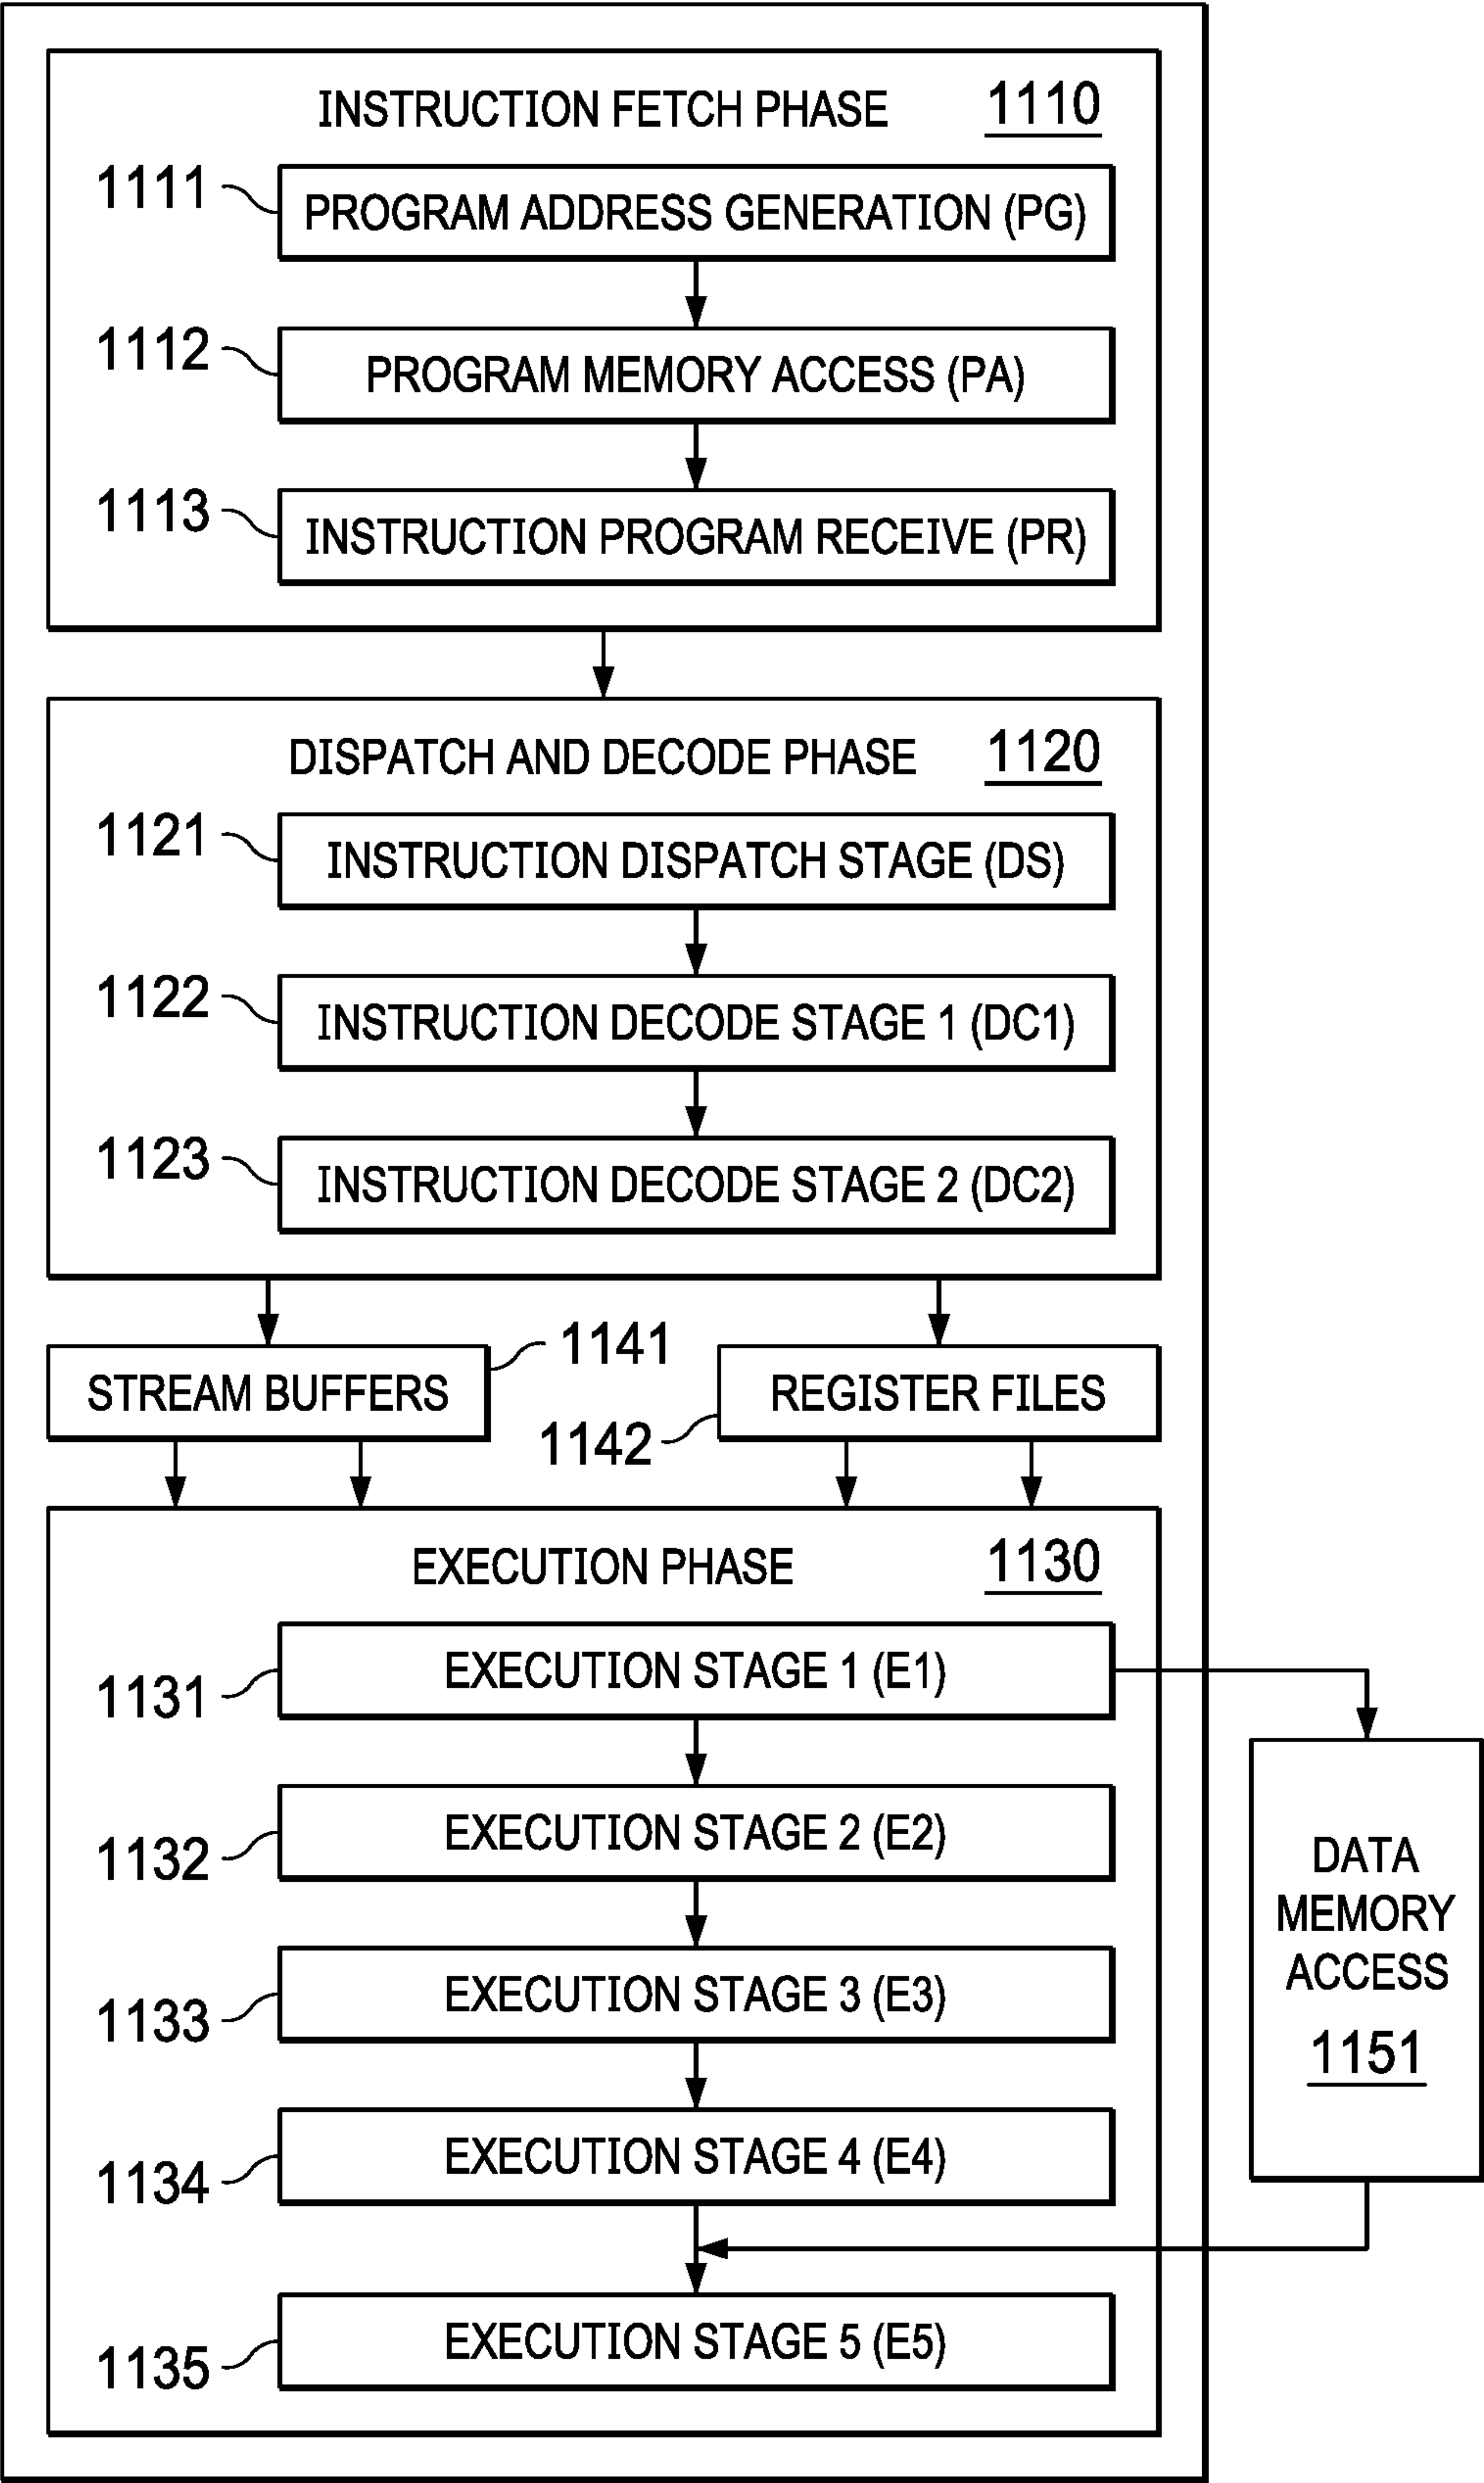 INSTRUCTION FETCH PHASE 1110
1111 PROGRAM ADDRESS GENERATION (PG)
1112 PROGRAM MEMORY ACCESS (PA)
1113 INSTRUCTION PROGRAM RECEIVE (PR)
DISPATCH AND DECODE PHASE 1120
1121 INSTRUCTION DISPATCH STAGE (DS)
1122 INSTRUCTION DECODE STAGE 1 (DC1)
1123 INSTRUCTION DECODE STAGE 2 (DC2)
STREAM BUFFERS 1141
1142 REGISTER FILES
EXECUTION PHASE 1130
1131 EXECUTION STAGE 1 (E1)
1132 EXECUTION STAGE 2 (E2)
1133 EXECUTION STAGE 3 (E3)
1134 EXECUTION STAGE 4 (E4)
1135 EXECUTION STAGE 5 (E5)
DATA
MEMORY
ACCESS
1151